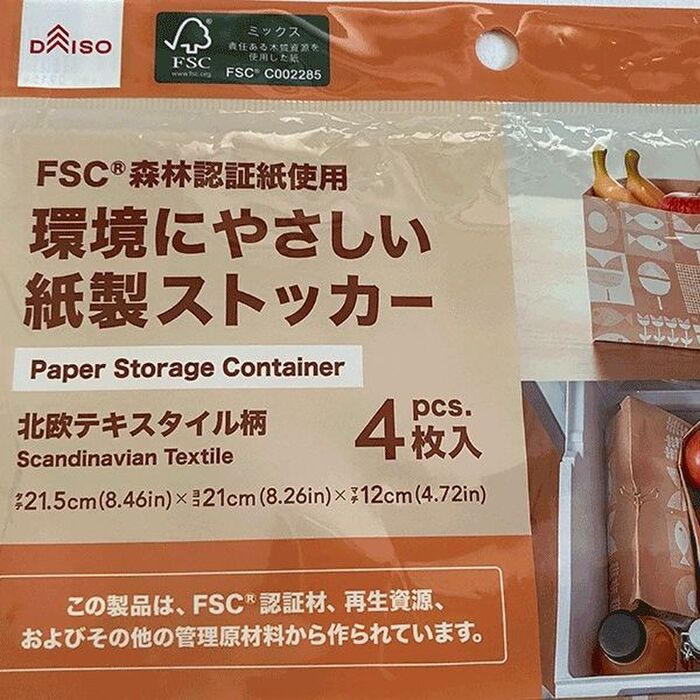 DAISO
FSC
www.fsc.org
ミックス
責任ある木質資源を
使用した紙
FSC® C002285
FSC®森林認証紙使用
環境にやさしい
紙製ストッカー
Paper Storage Container
北欧テキスタイル柄
Scandinavian Textile
4 pcs.
枚入
タテ21.5cm(8.46in)×ヨコ21cm(8.26in)×マチ12cm(4.72in)
この製品は、FSC®認証材、再生資源、
およびその他の管理原材料から作られています。